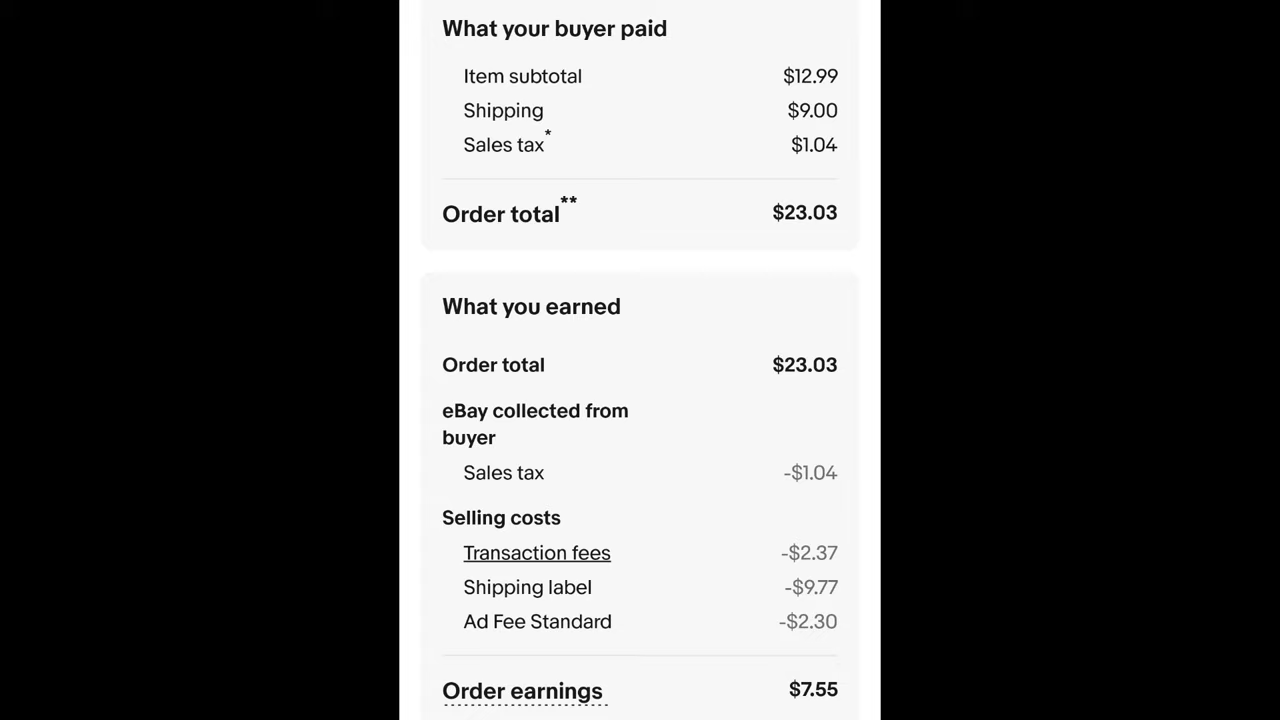 What your buyer paid
Item subtotal $12.99
Shipping $9.00
Sales tax* $1.04
Order total** $23.03
What you earned
Order total $23.03
eBay collected from
buyer
Sales tax -$1.04
Selling costs
Transaction fees -$2.37
Shipping label -$9.77
Ad Fee Standard -$2.30
Order earnings $7.55